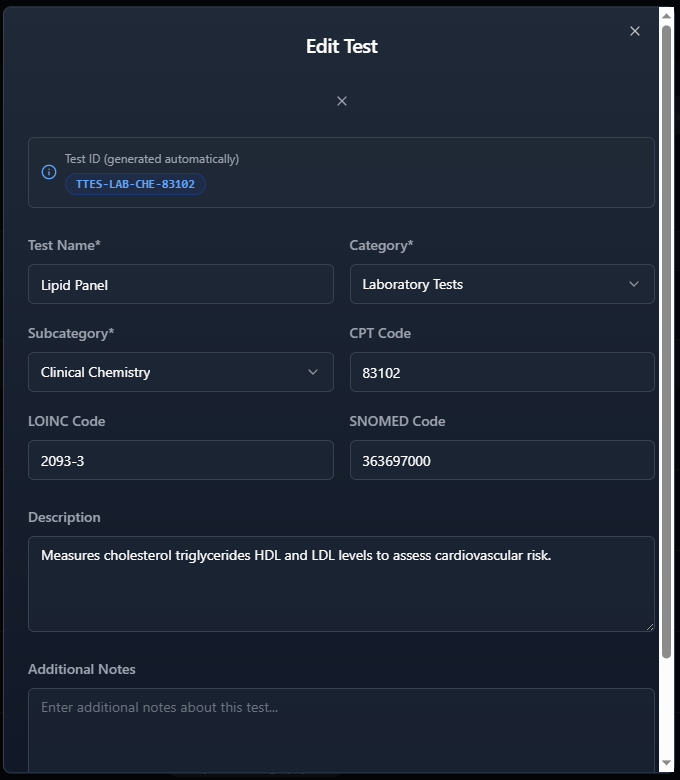 Edit Test
Test ID (generated automatically)
TTES-LAB-CHE-83102
Test Name*
Category*
Lipid Panel
Laboratory Tests
Subcategory*
CPT Code
Clinical Chemistry
83102
LOINC Code
SNOMED Code
2093-3
363697000
Description
Measures cholesterol triglycerides HDL and LDL levels to assess cardiovascular risk.
Additional Notes
Enter additional notes about this test...